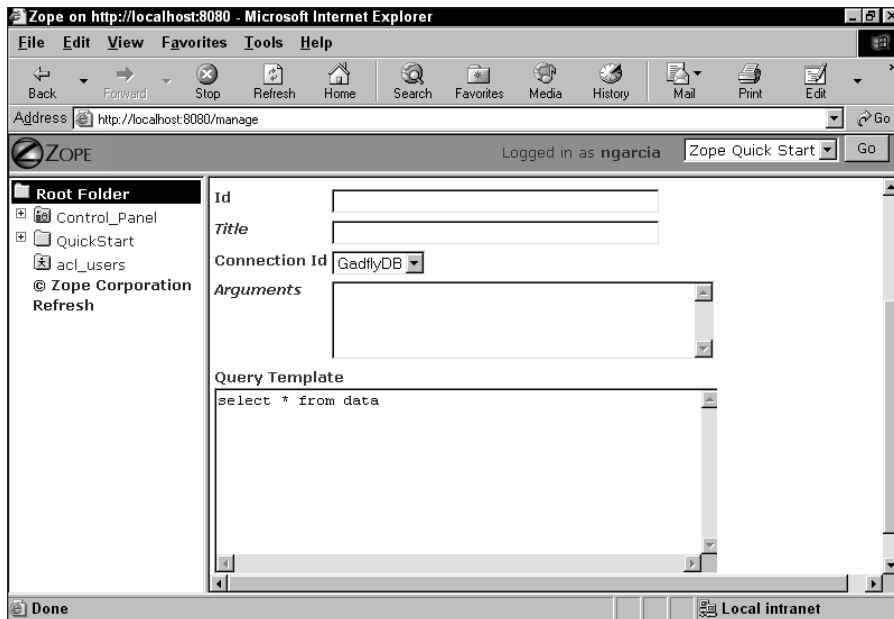 Zope on http://localhost:8080 - Microsoft Internet Explorer
File Edit View Favorites Tools Help
Back Forward Stop Refresh Home Search Favorites Media History Mail Print Edit
Address http://localhost:8080/manage Go
ZOPE Logged in as ngarcia Zope Quick Start Go
Root Folder
Control_Panel
QuickStart
acl_users
© Zope Corporation
Refresh
Id
Title
Connection Id GadflyDB
Arguments
Query Template
select * from data
Done Local intranet